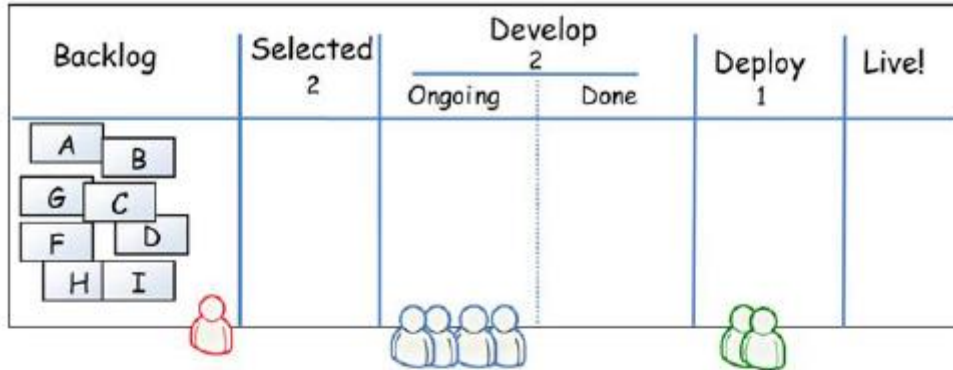 Backlog
Selected
2
Develop
2
Ongoing
Done
Deploy
1
Live!
A
B
G
C
F
D
H
I